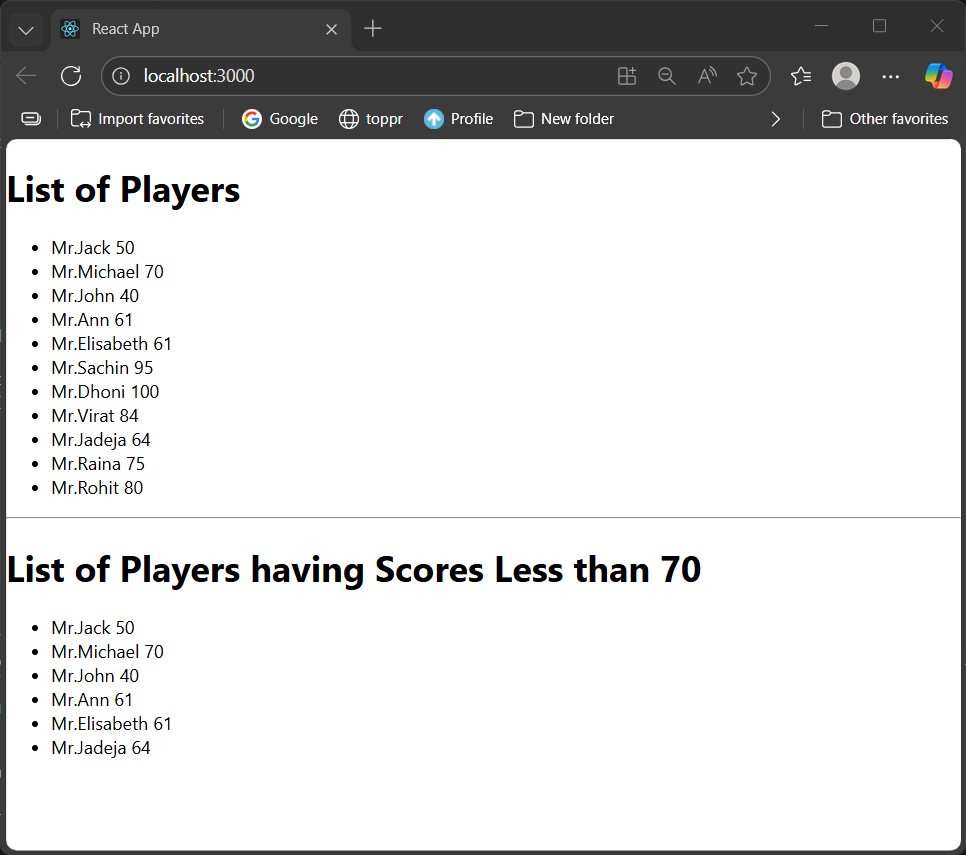 React App
localhost:3000
Import favorites Google toppr Profile New folder Other favorites
List of Players
Mr.Jack 50
Mr.Michael 70
Mr.John 40
Mr.Ann 61
Mr.Elisabeth 61
Mr.Sachin 95
Mr.Dhoni 100
Mr.Virat 84
Mr.Jadeja 64
Mr.Raina 75
Mr.Rohit 80
List of Players having Scores Less than 70
Mr.Jack 50
Mr.Michael 70
Mr.John 40
Mr.Ann 61
Mr.Elisabeth 61
Mr.Jadeja 64